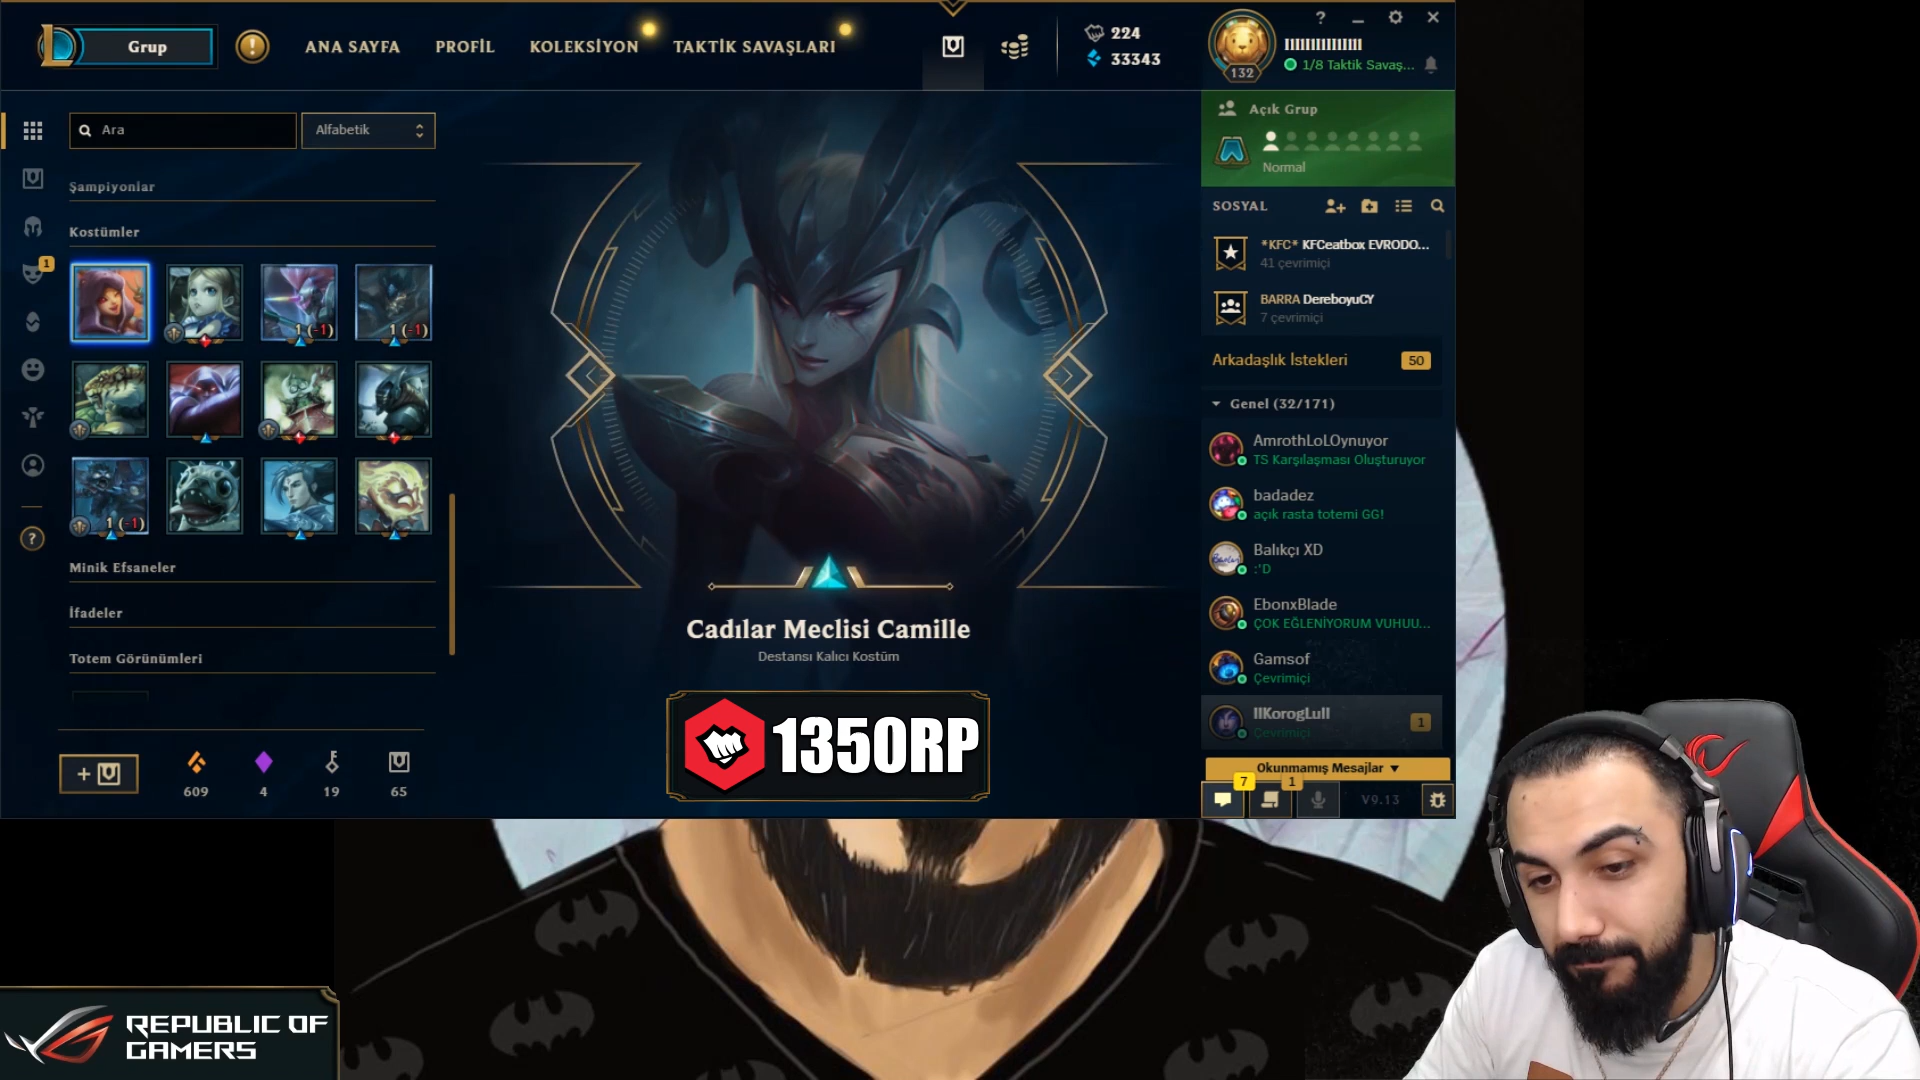 Grup
ANA SAYFA
PROFİL
KOLEKSİYON
TAKTİK SAVAŞLARI
224
33343
132
IIIIIIIIIIIIIIII
1/8 Taktik Savaş...
Ara
Alfabetik
Şampiyonlar
Kostümler
1
1 (-1)
1 (-1)
1 (-1)
Minik Efsaneler
İfadeler
Totem Görünümleri
609
4
19
65
Cadılar Meclisi Camille
Destansı Kalıcı Kostüm
1350RP
Açık Grup
Normal
SOSYAL
*KFC* KFCeatbox EVRODO...
41 çevrimiçi
BARRA DereboyuCY
7 çevrimiçi
Arkadaşlık İstekleri
50
Genel (32/171)
AmrothLoLOynuyor
TS Karşılaşması Oluşturuyor
badadez
açık rasta totemi GG!
Balıkçı XD
:'D
EbonxBlade
ÇOK EĞLENİYORUM VUHUU...
Gamsof
Çevrimiçi
IIKorogLuII
Çevrimiçi
1
Okunmamış Mesajlar
7
1
V9.13
REPUBLIC OF
GAMERS